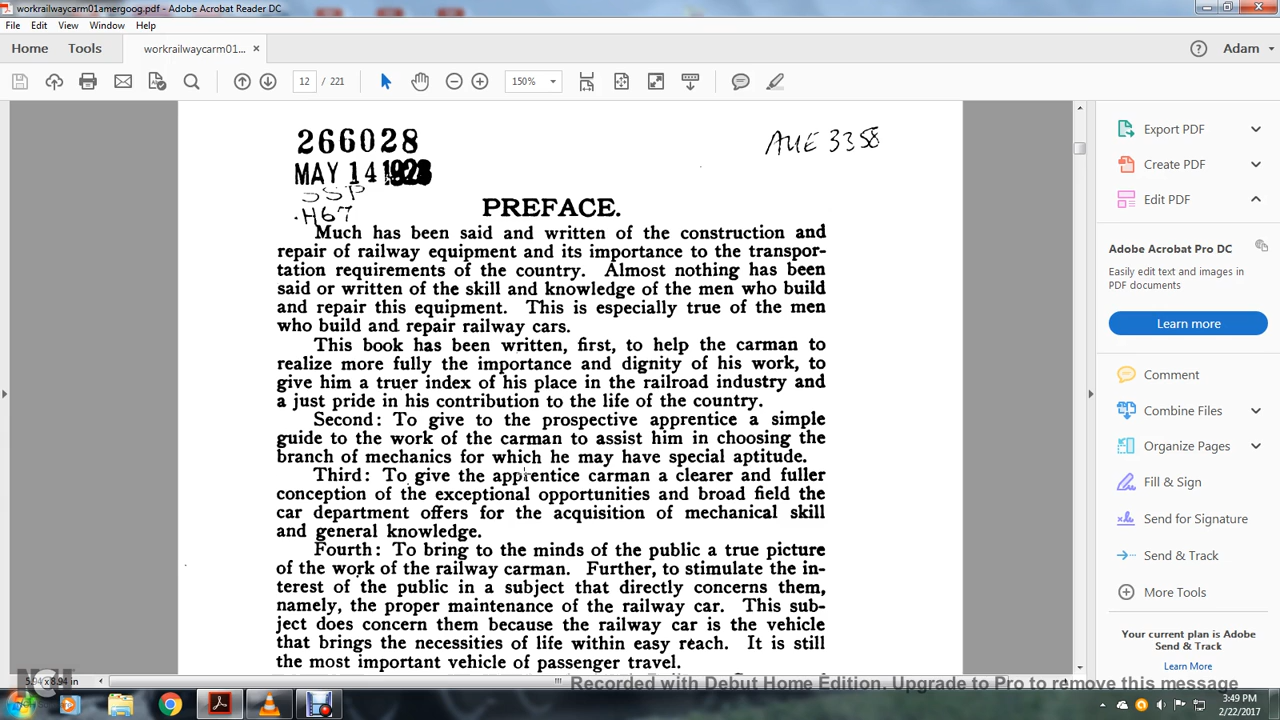 workrailwaycarm01amergoog.pdf - Adobe Acrobat Reader DC
File Edit View Window Help
Home Tools workrailwaycarm01... × Adam
12 / 221 150%
266028
MAY 14
SSP
.H67
AUE 3358
PREFACE.
Much has been said and written of the construction and
repair of railway equipment and its importance to the transpor-
tation requirements of the country. Almost nothing has been
said or written of the skill and knowledge of the men who build
and repair this equipment. This is especially true of the men
who build and repair railway cars.
This book has been written, first, to help the carman to
realize more fully the importance and dignity of his work, to
give him a truer index of his place in the railroad industry and
a just pride in his contribution to the life of the country.
Second: To give to the prospective apprentice a simple
guide to the work of the carman to assist him in choosing the
branch of mechanics for which he may have special aptitude.
Third: To give the apprentice carman a clearer and fuller
conception of the exceptional opportunities and broad field the
car department offers for the acquisition of mechanical skill
and general knowledge.
Fourth: To bring to the minds of the public a true picture
of the work of the railway carman. Further, to stimulate the in-
terest of the public in a subject that directly concerns them,
namely, the proper maintenance of the railway car. This sub-
ject does concern them because the railway car is the vehicle
that brings the necessities of life within easy reach. It is still
the most important vehicle of passenger travel.
5.94 x 8.94 in
Export PDF
Create PDF
Edit PDF
Adobe Acrobat Pro DC
Easily edit text and images in
PDF documents
Learn more
Comment
Combine Files
Organize Pages
Fill & Sign
Send for Signature
Send & Track
More Tools
Your current plan is Adobe
Send for Signature
Learn More
Recorded with Debut Home Edition. Upgrade to Pro to remove this message
3:49 PM
2/22/2017